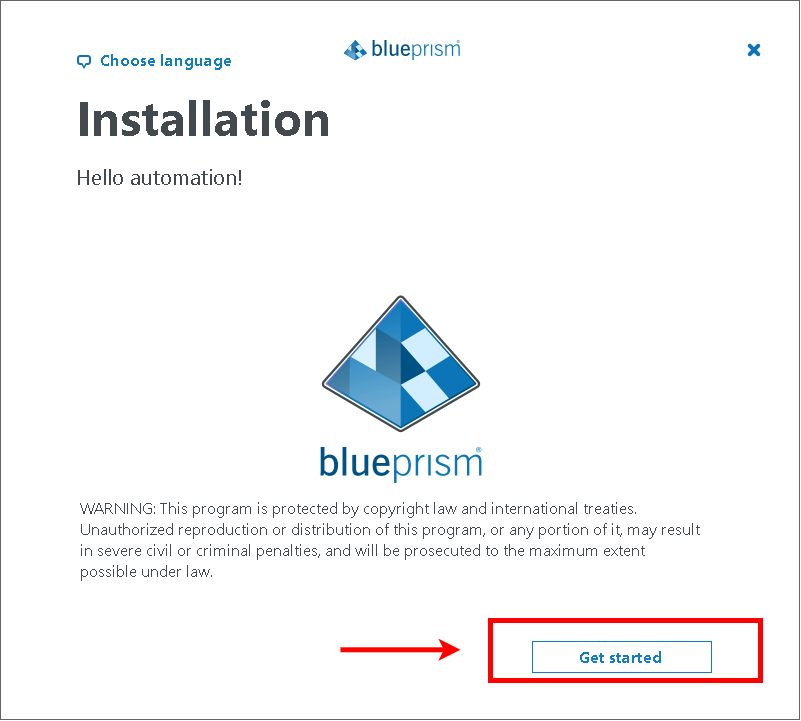 Choose language
blueprism®
Installation
Hello automation!
blueprism®
WARNING: This program is protected by copyright law and international treaties.
Unauthorized reproduction or distribution of this program, or any portion of it, may result
in severe civil or criminal penalties, and will be prosecuted to the maximum extent
possible under law.
Get started